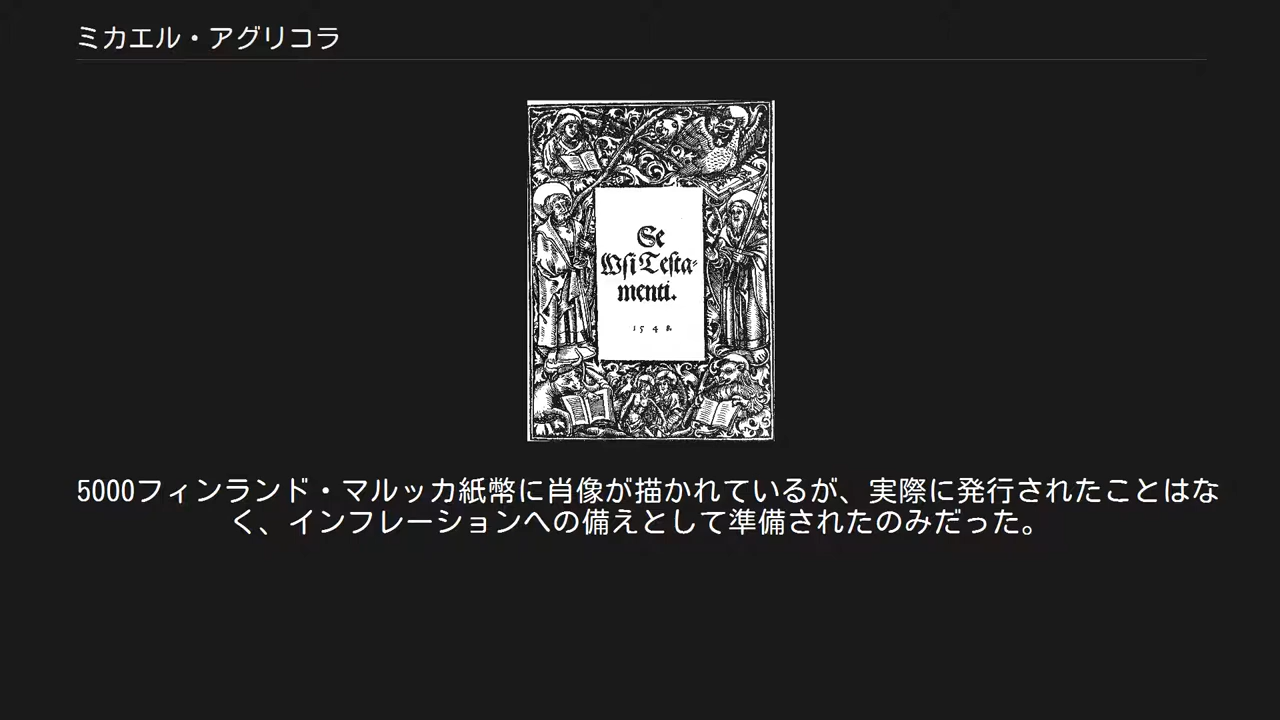 ミカエル・アグリコラ
Se
Wsi Testa-
menti.
1548.
5000フィンランド・マルッカ紙幣に肖像が描かれているが、実際に発行されたことはな
く、インフレーションへの備えとして準備されたのみだった。